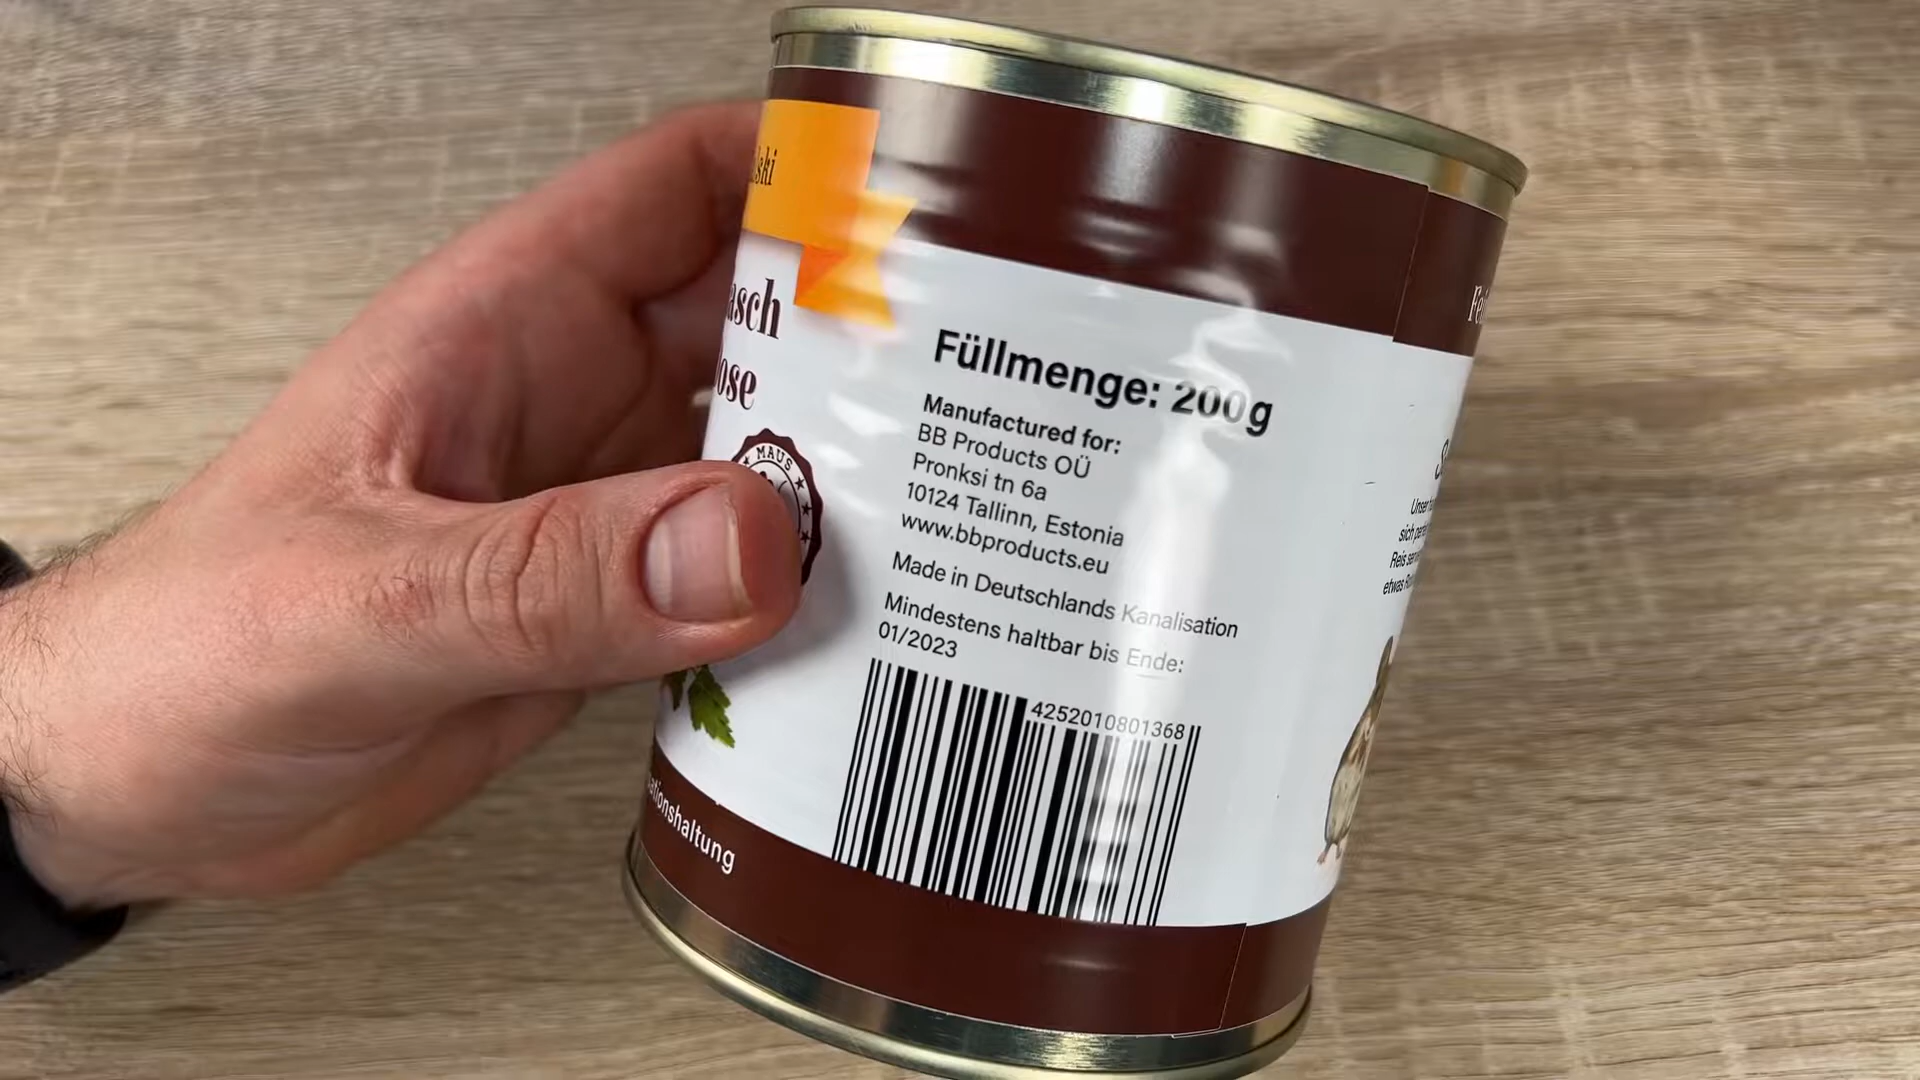 Füllmenge: 200g
Manufactured for:
BB Products OÜ
Pronksi tn 6a
10124 Tallinn, Estonia
www.bbproducts.eu
Made in Deutschlands Kanalisation
Mindestens haltbar bis Ende:
01/2023
4252010801368
MAUS